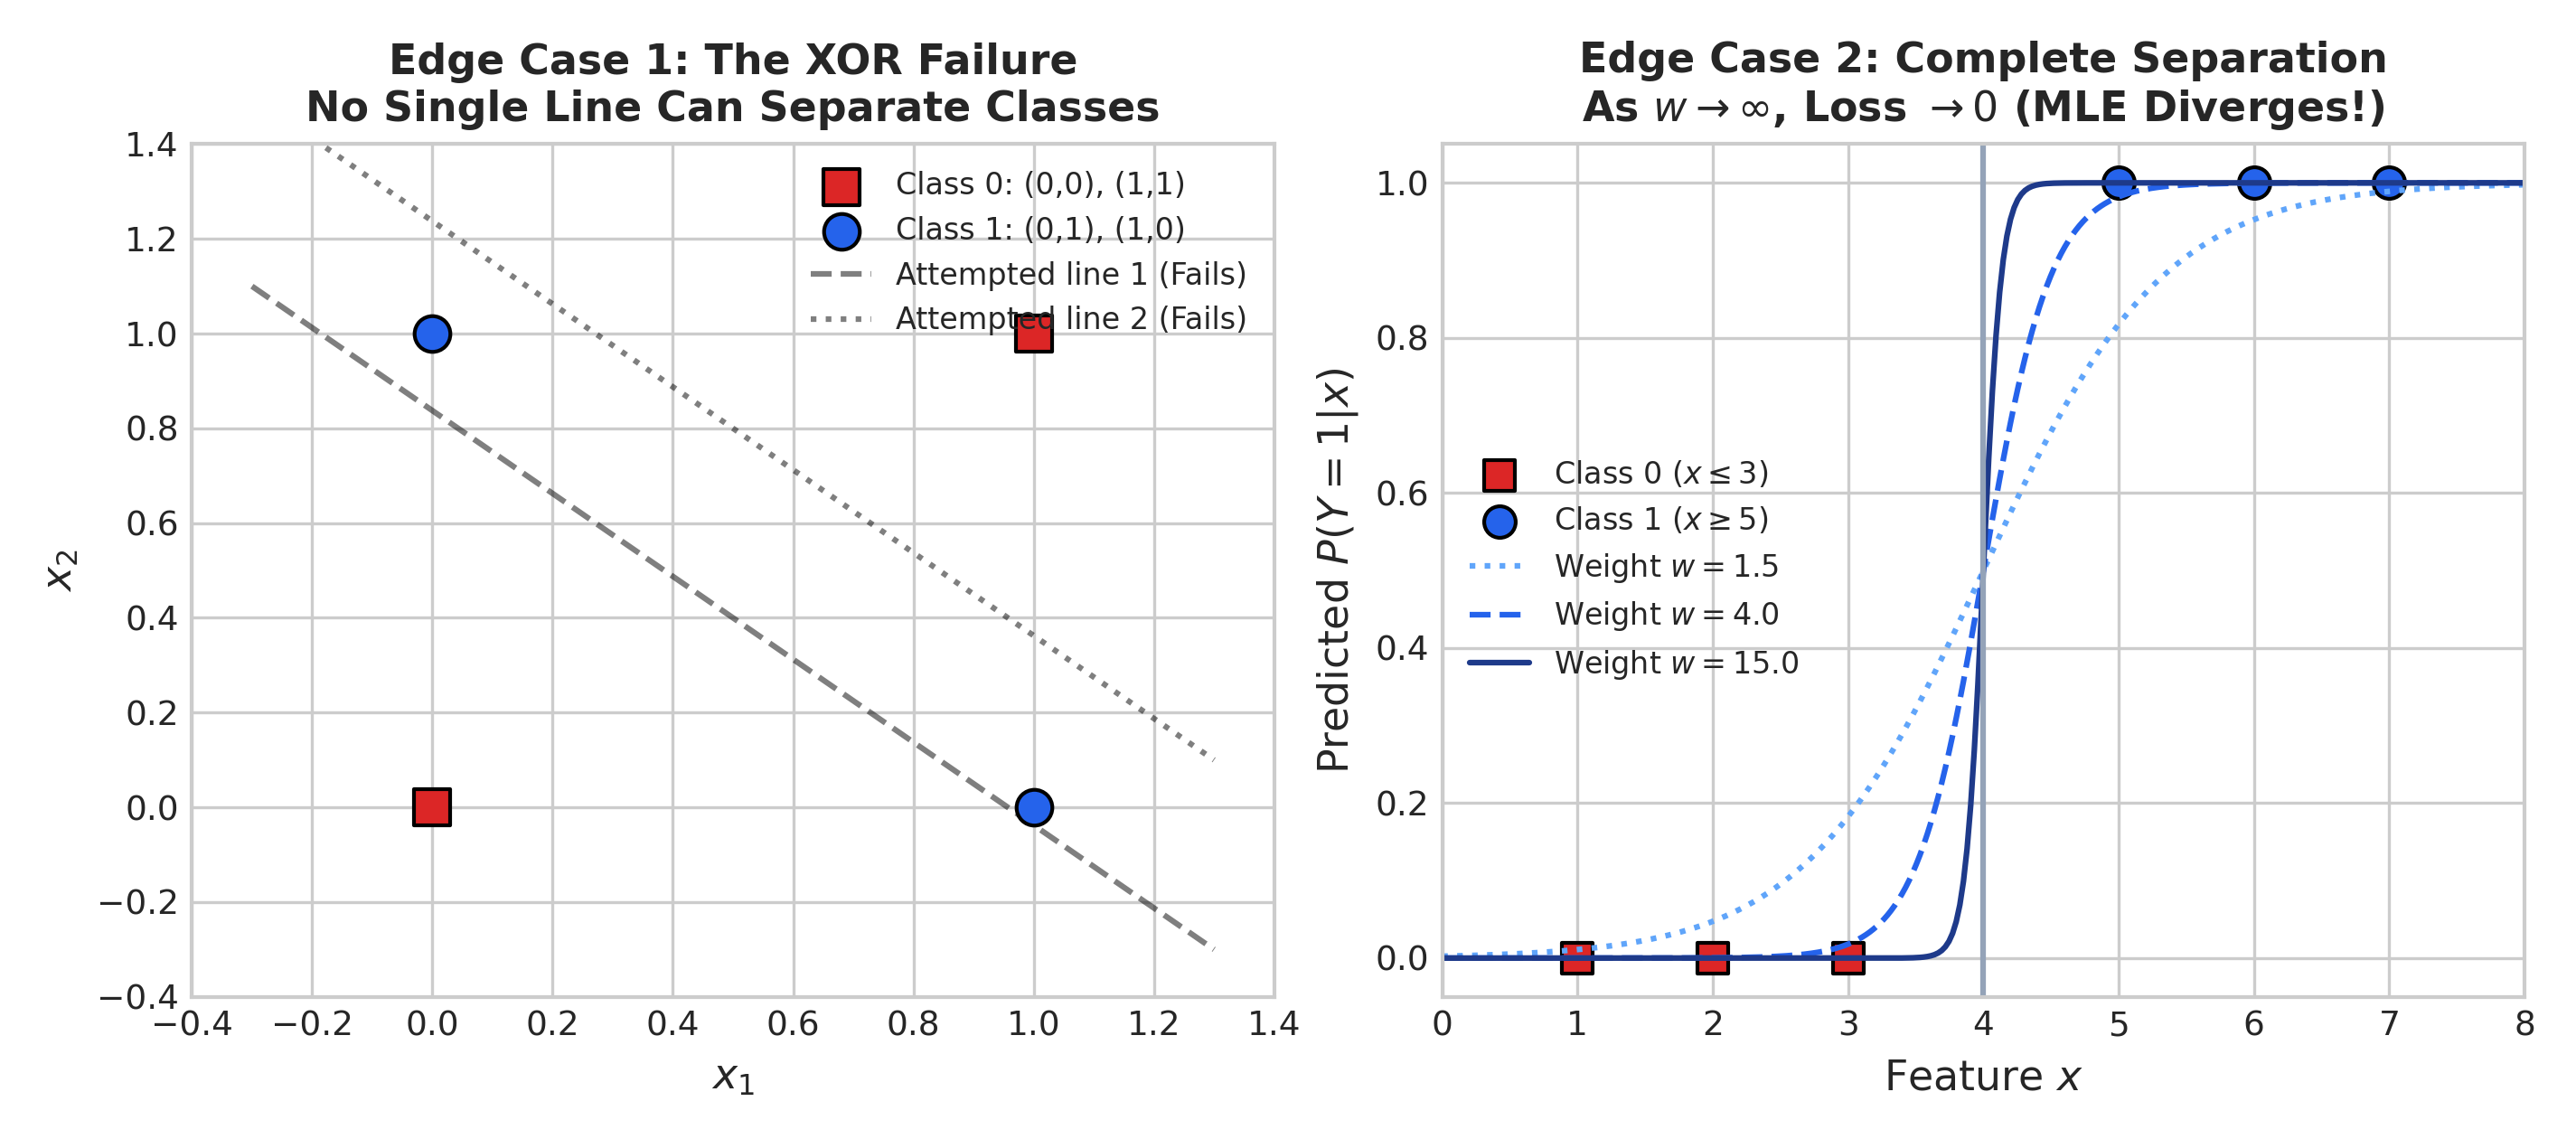 Edge Case 1: The XOR Failure
No Single Line Can Separate Classes
1.4
1.2
1.0
0.8
0.6
0.4
0.2
0.0
−0.2
−0.4
x₂
Class 0: (0,0), (1,1)
Class 1: (0,1), (1,0)
Attempted line 1 (Fails)
Attempted line 2 (Fails)
−0.4 −0.2 0.0 0.2 0.4 0.6 0.8 1.0 1.2 1.4
x₁
Edge Case 2: Complete Separation
As w → ∞, Loss → 0 (MLE Diverges!)
1.0
0.8
0.6
0.4
0.2
0.0
Predicted P(Y = 1|x)
Class 0 (x ≤ 3)
Class 1 (x ≥ 5)
Weight w = 1.5
Weight w = 4.0
Weight w = 15.0
0 1 2 3 4 5 6 7 8
Feature x